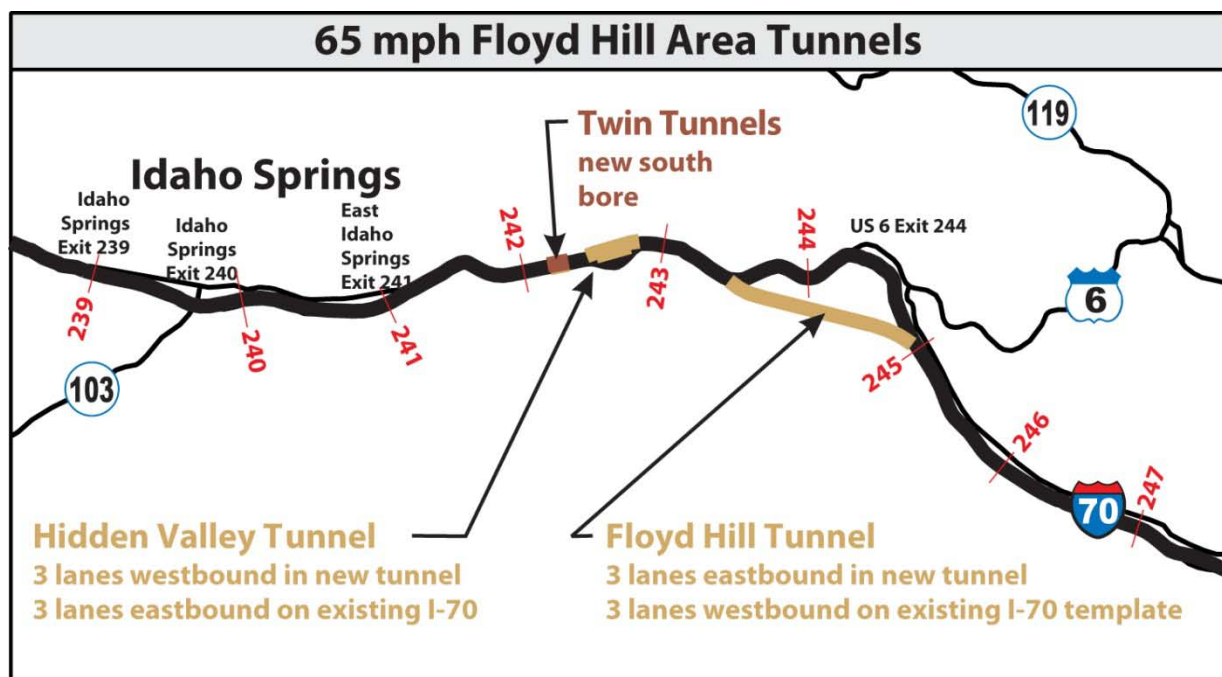 65 mph Floyd Hill Area Tunnels
119
Twin Tunnels
new south
bore
Idaho Springs
Idaho
Springs
Exit 239
Idaho
Springs
Exit 240
East
Idaho
Springs
Exit 241
242
243
244
US 6 Exit 244
6
239
240
241
245
103
246
247
70
Hidden Valley Tunnel
3 lanes westbound in new tunnel
3 lanes eastbound on existing I-70
Floyd Hill Tunnel
3 lanes eastbound in new tunnel
3 lanes westbound on existing I-70 template